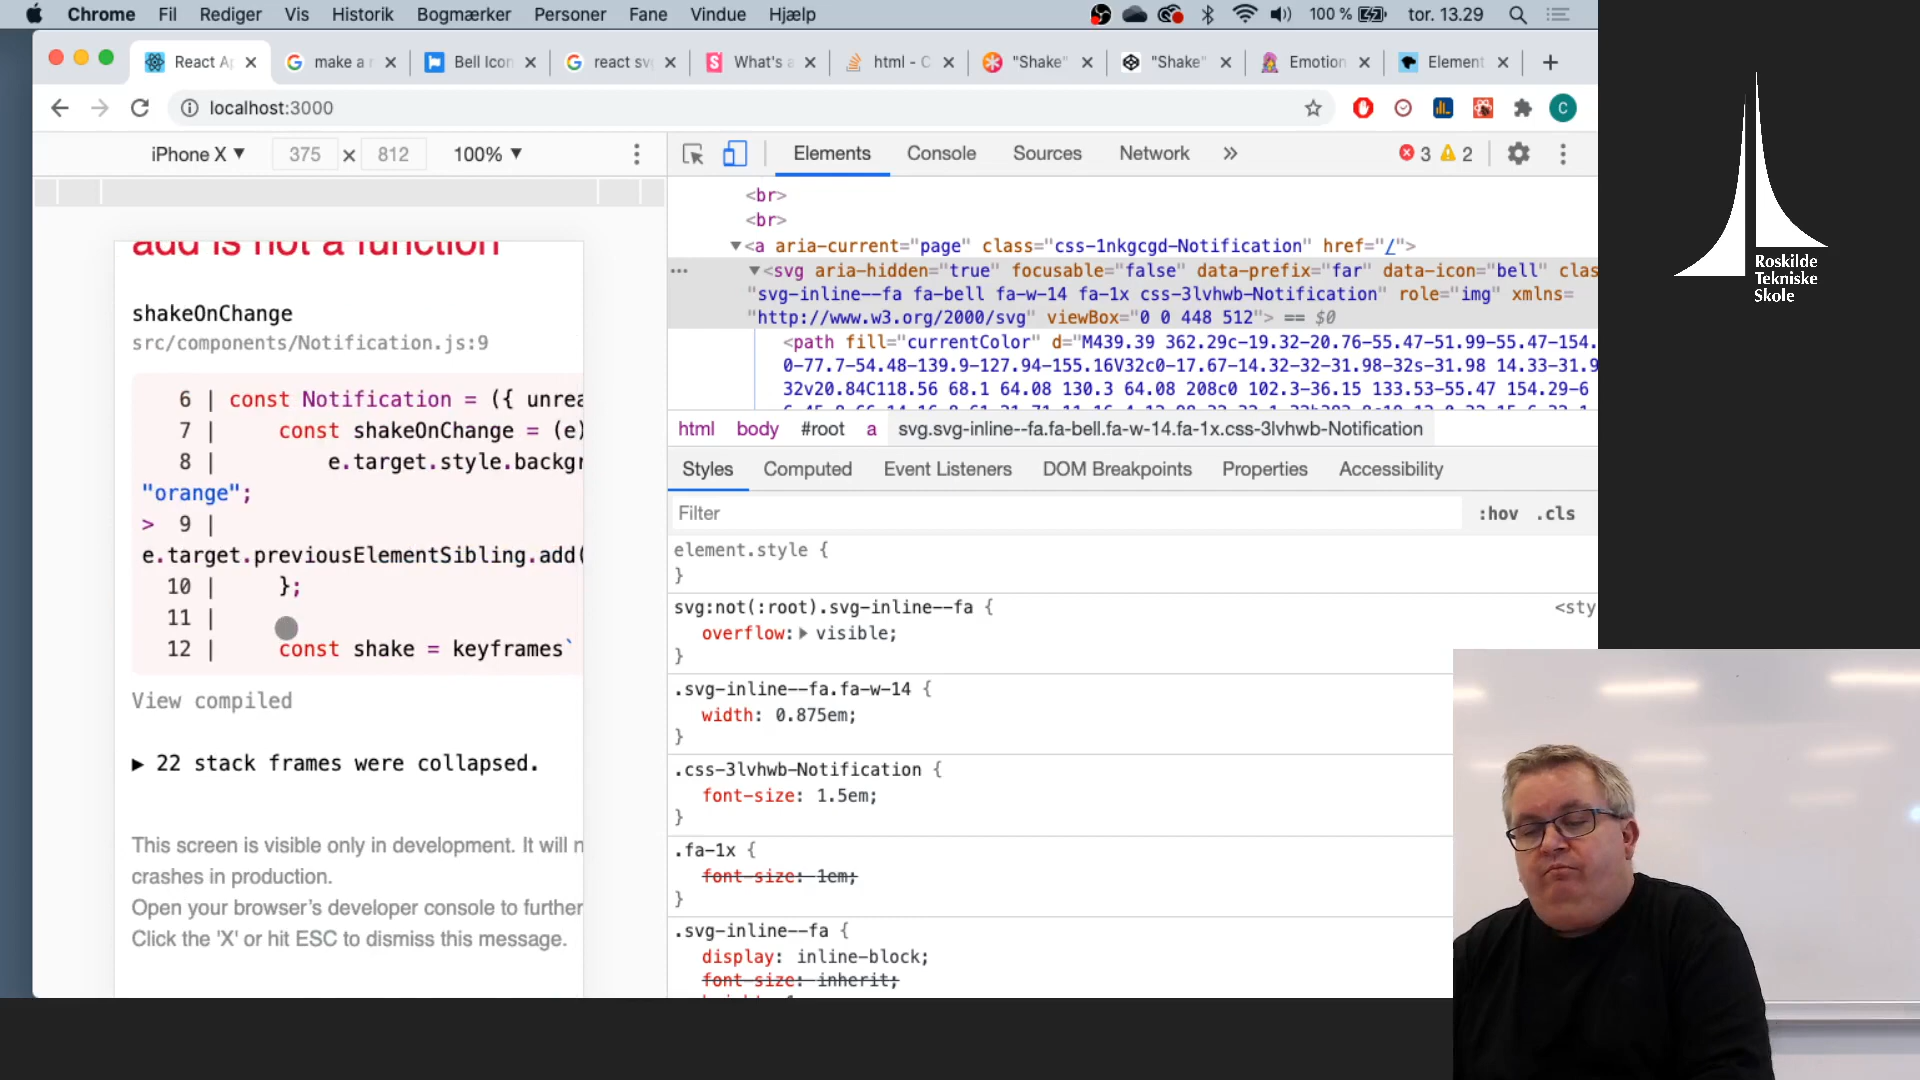 Chrome Fil Rediger Vis Historik Bogmærker Personer Fane Vindue Hjælp 100 % tor. 13.29
React A make a Bell Icon react sv What's a html - C "Shake" "Shake" Emotion Element
localhost:3000 C
iPhone X 375 × 812 100%
Elements Console Sources Network 3 2
add is not a function
shakeOnChange
src/components/Notification.js:9
6 | const Notification = ({ unrea
7 | const shakeOnChange = (e)
8 | e.target.style.backgr
"orange";
> 9 |
e.target.previousElementSibling.add(
10 | };
11 |
12 | const shake = keyframes`
View compiled
▶ 22 stack frames were collapsed.
This screen is visible only in development. It will n
crashes in production.
Open your browser's developer console to further
Click the 'X' or hit ESC to dismiss this message.
<br>
<br>
▼<a aria-current="page" class="css-1nkgcgd-Notification" href="/">
▼<svg aria-hidden="true" focusable="false" data-prefix="far" data-icon="bell" clas
"svg-inline--fa fa-bell fa-w-14 fa-1x css-3lvhwb-Notification" role="img" xmlns=
"http://www.w3.org/2000/svg" viewBox="0 0 448 512"> == $0
<path fill="currentColor" d="M439.39 362.29c-19.32-20.76-55.47-51.99-55.47-154.
0-77.7-54.48-139.9-127.94-155.16V32c0-17.67-14.32-32-31.98-32s-31.98 14.33-31.9
32v20.84C118.56 68.1 64.08 130.3 64.08 208c0 102.3-36.15 133.53-55.47 154.29-6
html body #root a svg.svg-inline--fa.fa-bell.fa-w-14.fa-1x.css-3lvhwb-Notification
Styles Computed Event Listeners DOM Breakpoints Properties Accessibility
Filter :hov .cls
element.style {
}
svg:not(:root).svg-inline--fa { <sty
overflow:▶ visible;
}
.svg-inline--fa.fa-w-14 {
width: 0.875em;
}
.css-3lvhwb-Notification {
font-size: 1.5em;
}
.fa-1x {
font-size: 1em;
}
.svg-inline--fa {
display: inline-block;
font-size: inherit;
Roskilde
Tekniske
Skole